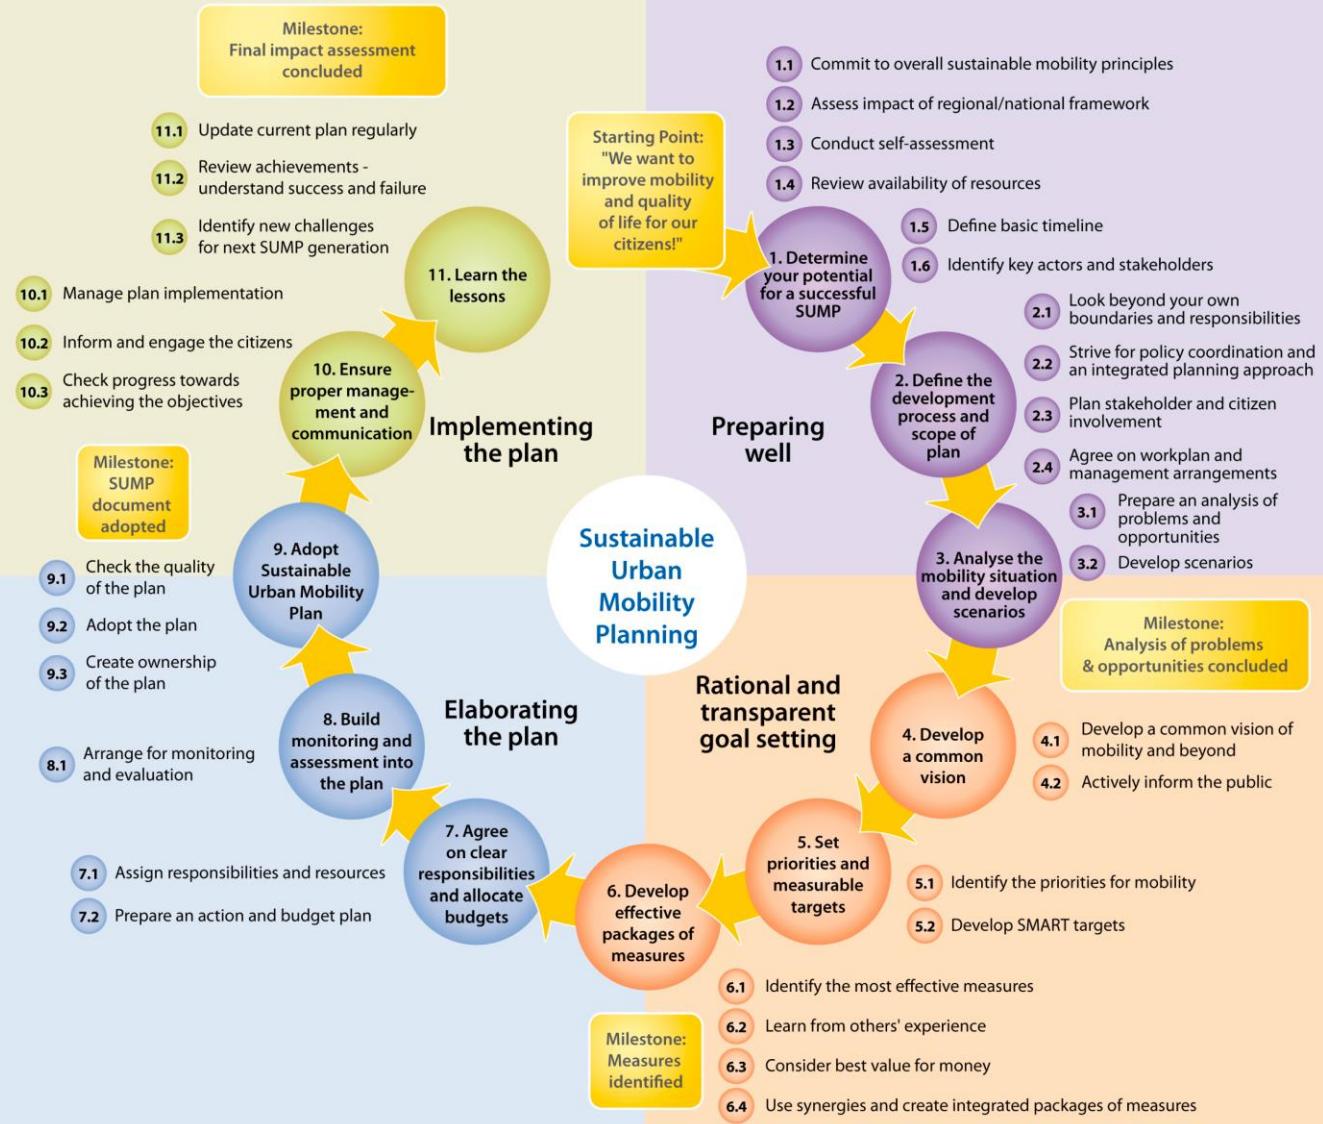 Milestone:
Final impact assessment
concluded
11.1 Update current plan regularly
11.2 Review achievements -
understand success and failure
11.3 Identify new challenges
for next SUMP generation
11. Learn the
lessons
10.1 Manage plan implementation
10.2 Inform and engage the citizens
10.3 Check progress towards
achieving the objectives
10. Ensure
proper manage-
ment and
communication
Implementing
the plan
Starting Point:
"We want to
improve mobility
and quality
of life for our
citizens!"
1.1 Commit to overall sustainable mobility principles
1.2 Assess impact of regional/national framework
1.3 Conduct self-assessment
1.4 Review availability of resources
1.5 Define basic timeline
1.6 Identify key actors and stakeholders
1. Determine
your potential
for a successful
SUMP
2.1 Look beyond your own
boundaries and responsibilities
2.2 Strive for policy coordination and
an integrated planning approach
2.3 Plan stakeholder and citizen
involvement
2.4 Agree on workplan and
management arrangements
2. Define the
development
process and
scope of
plan
Preparing
well
3.1 Prepare an analysis of
problems and
opportunities
3.2 Develop scenarios
3. Analyse the
mobility situation
and develop
scenarios
Milestone:
Analysis of problems
& opportunities concluded
Sustainable
Urban
Mobility
Planning
Rational and
transparent
goal setting
4. Develop
a common
vision
4.1 Develop a common vision of
mobility and beyond
4.2 Actively inform the public
5. Set
priorities and
measurable
targets
5.1 Identify the priorities for mobility
5.2 Develop SMART targets
6. Develop
effective
packages of
measures
6.1 Identify the most effective measures
6.2 Learn from others' experience
6.3 Consider best value for money
6.4 Use synergies and create integrated packages of measures
Milestone:
Measures
identified
Elaborating
the plan
7. Agree
on clear
responsibilities
and allocate
budgets
7.1 Assign responsibilities and resources
7.2 Prepare an action and budget plan
8. Build
monitoring and
assessment into
the plan
8.1 Arrange for monitoring
and evaluation
9. Adopt
Sustainable
Urban Mobility
Plan
9.1 Check the quality
of the plan
9.2 Adopt the plan
9.3 Create ownership
of the plan
Milestone:
SUMP
document
adopted